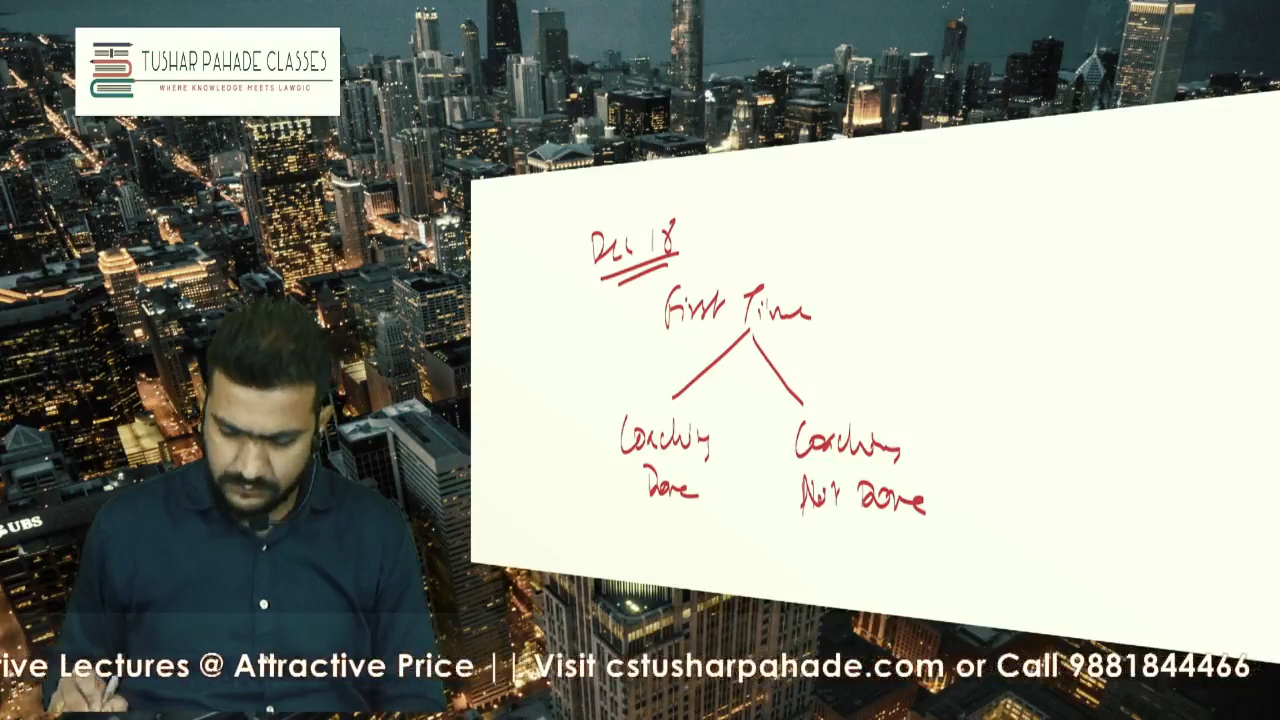 TUSHAR PAHADE CLASSES
WHERE KNOWLEDGE MEETS LAWGIC
Dec 18
First Time
Coaching Done
Coaching Not Done
UBS
ive Lectures @ Attractive Price || Visit cstusharpahade.com or Call 9881844466